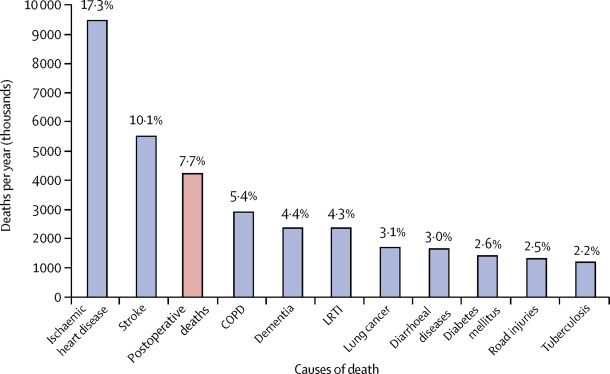 Deaths per year (thousands)
10 000
9000
8000
7000
6000
5000
4000
3000
2000
1000
0
17·3%
10·1%
7·7%
5·4%
4·4%
4·3%
3·1%
3·0%
2·6%
2·5%
2·2%
Ischaemic
heart disease
Stroke
Postoperative
deaths
COPD
Dementia
LRTI
Lung cancer
Diarrhoeal
diseases
Diabetes
mellitus
Road injuries
Tuberculosis
Causes of death